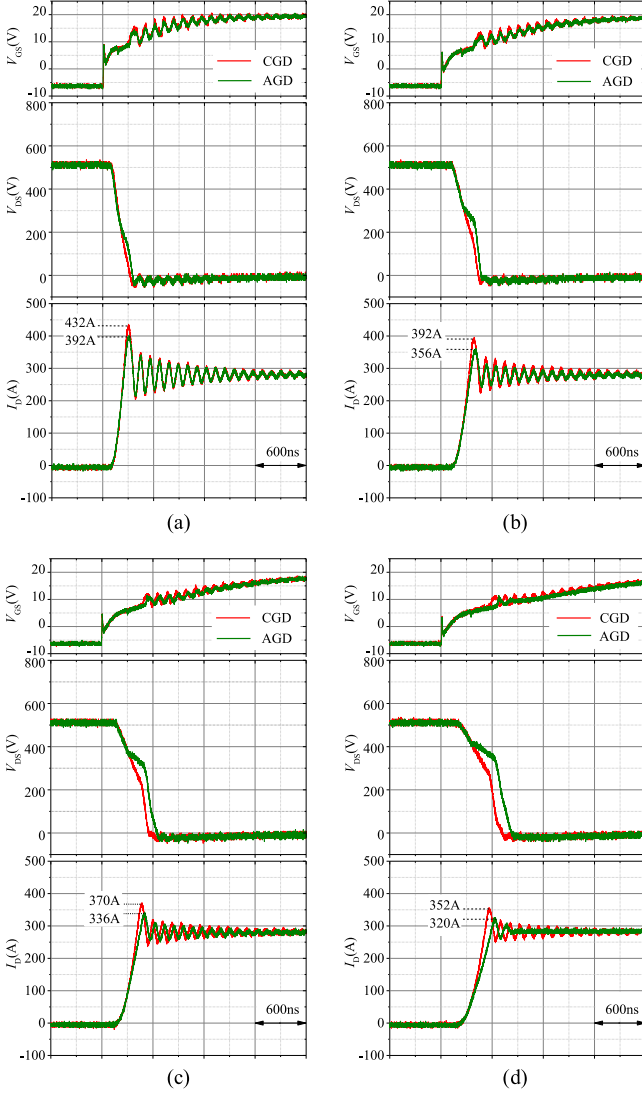 20
10
0
-10
V_GS(V)
CGD
AGD
800
600
400
200
0
V_DS(V)
500
400
300
200
100
0
-100
I_D(A)
432A
392A
600ns
(a)
20
10
0
-10
V_GS(V)
CGD
AGD
800
600
400
200
0
V_DS(V)
500
400
300
200
100
0
-100
I_D(A)
392A
356A
600ns
(b)
20
10
0
-10
V_GS(V)
CGD
AGD
800
600
400
200
0
V_DS(V)
500
400
300
200
100
0
-100
I_D(A)
370A
336A
600ns
(c)
20
10
0
-10
V_GS(V)
CGD
AGD
800
600
400
200
0
V_DS(V)
500
400
300
200
100
0
-100
I_D(A)
352A
320A
600ns
(d)